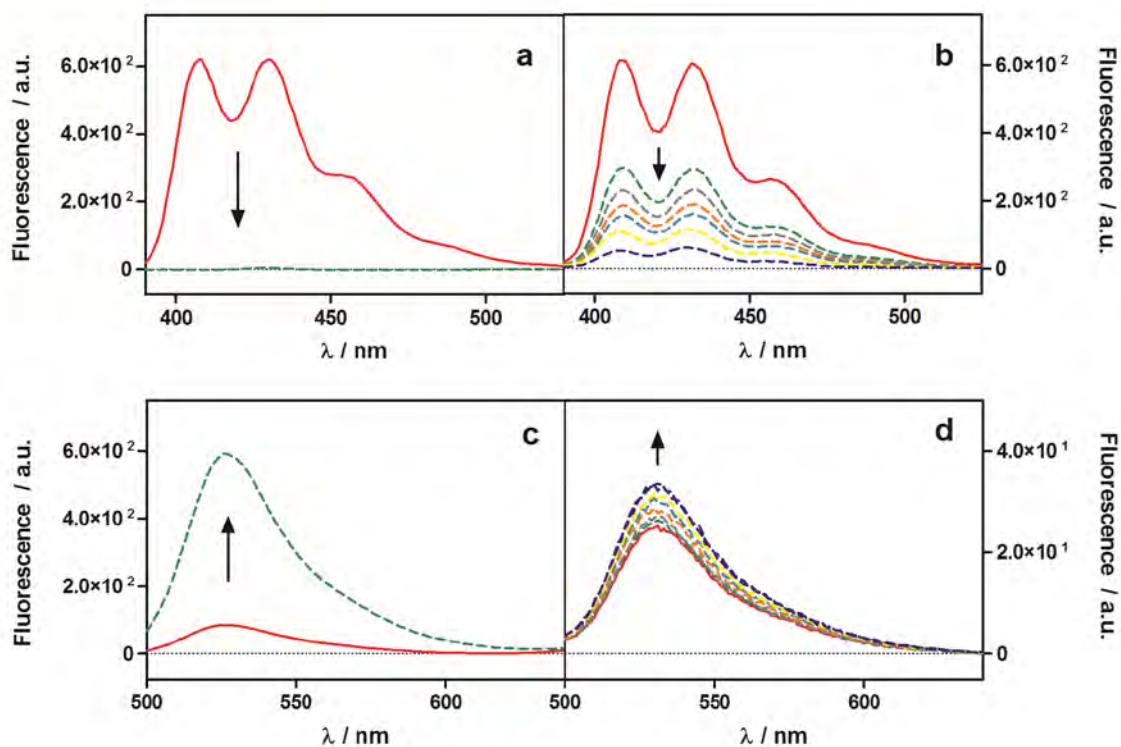 a
b
6.0×10²
4.0×10²
2.0×10²
0
6.0×10²
4.0×10²
2.0×10²
0
Fluorescence / a.u.
Fluorescence / a.u.
400
450
500
400
450
500
λ / nm
λ / nm
c
d
6.0×10²
4.0×10²
2.0×10²
0
4.0×10¹
2.0×10¹
0
Fluorescence / a.u.
Fluorescence / a.u.
500
550
600
500
550
600
λ / nm
λ / nm